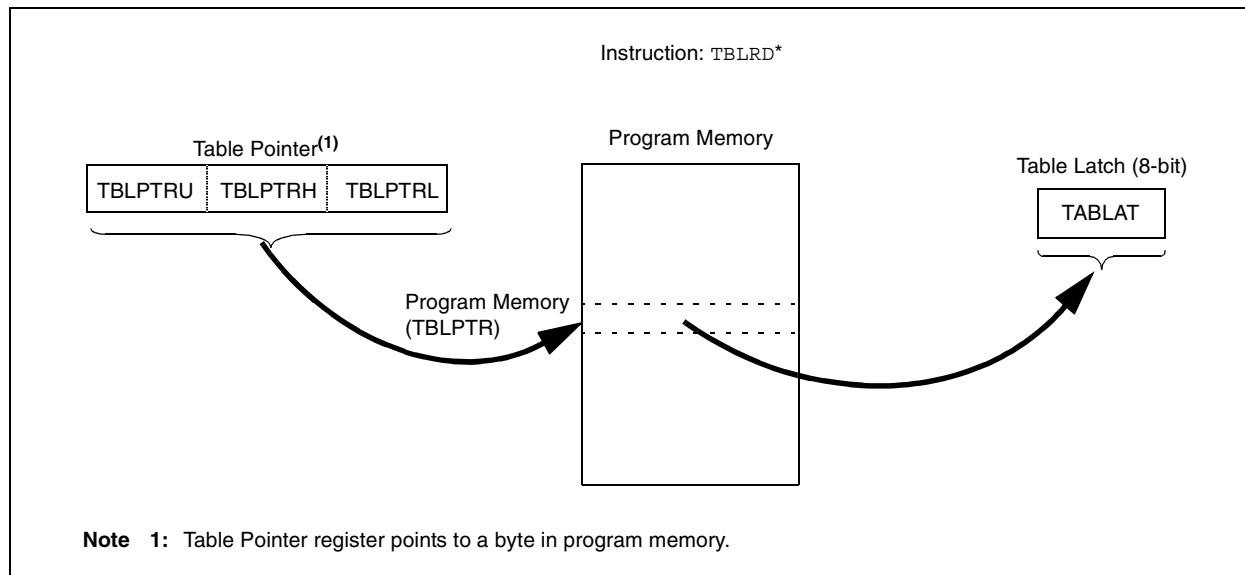 Instruction: TBLRD*
Table Pointer(1)
TBLPTRU TBLPTRH TBLPTRL
Program Memory
Table Latch (8-bit)
TABLAT
Program Memory
(TBLPTR)
Note 1: Table Pointer register points to a byte in program memory.